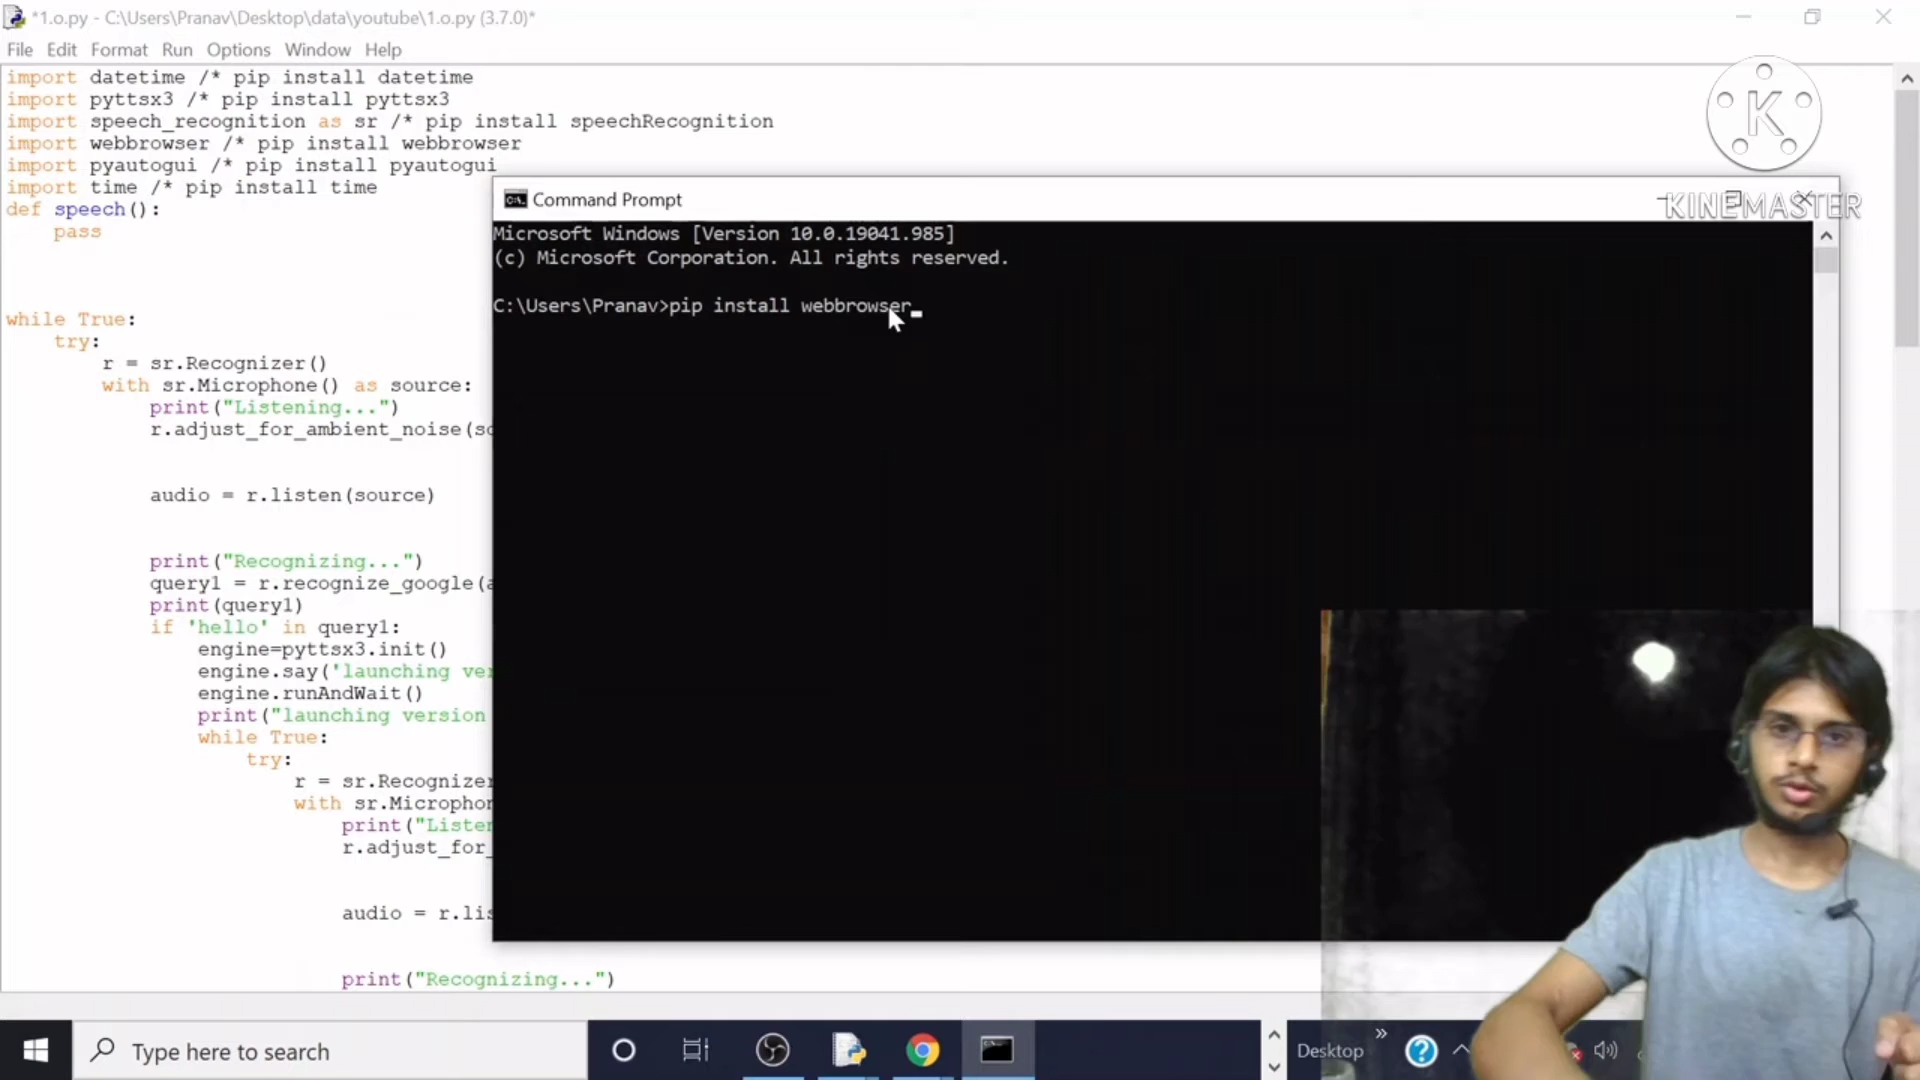 *1.o.py - C:\Users\Pranav\Desktop\data\youtube\1.o.py (3.7.0)*
File Edit Format Run Options Window Help
import datetime /* pip install datetime
import pyttsx3 /* pip install pyttsx3
import speech_recognition as sr /* pip install speechRecognition
import webbrowser /* pip install webbrowser
import pyautogui /* pip install pyautogui
import time /* pip install time
def speech():
pass
while True:
try:
r = sr.Recognizer()
with sr.Microphone() as source:
print("Listening...")
r.adjust_for_ambient_noise(so
audio = r.listen(source)
print("Recognizing...")
query1 = r.recognize_google(a
print(query1)
if 'hello' in query1:
engine=pyttsx3.init()
engine.say('launching ve
engine.runAndWait()
print("launching version
while True:
try:
r = sr.Recognizer
with sr.Microphon
print("Listen
r.adjust_for_
audio = r.lis
print("Recognizing...")
K
KINEMASTER
Command Prompt
Microsoft Windows [Version 10.0.19041.985]
(c) Microsoft Corporation. All rights reserved.
C:\Users\Pranav>pip install webbrowser
Type here to search
Desktop